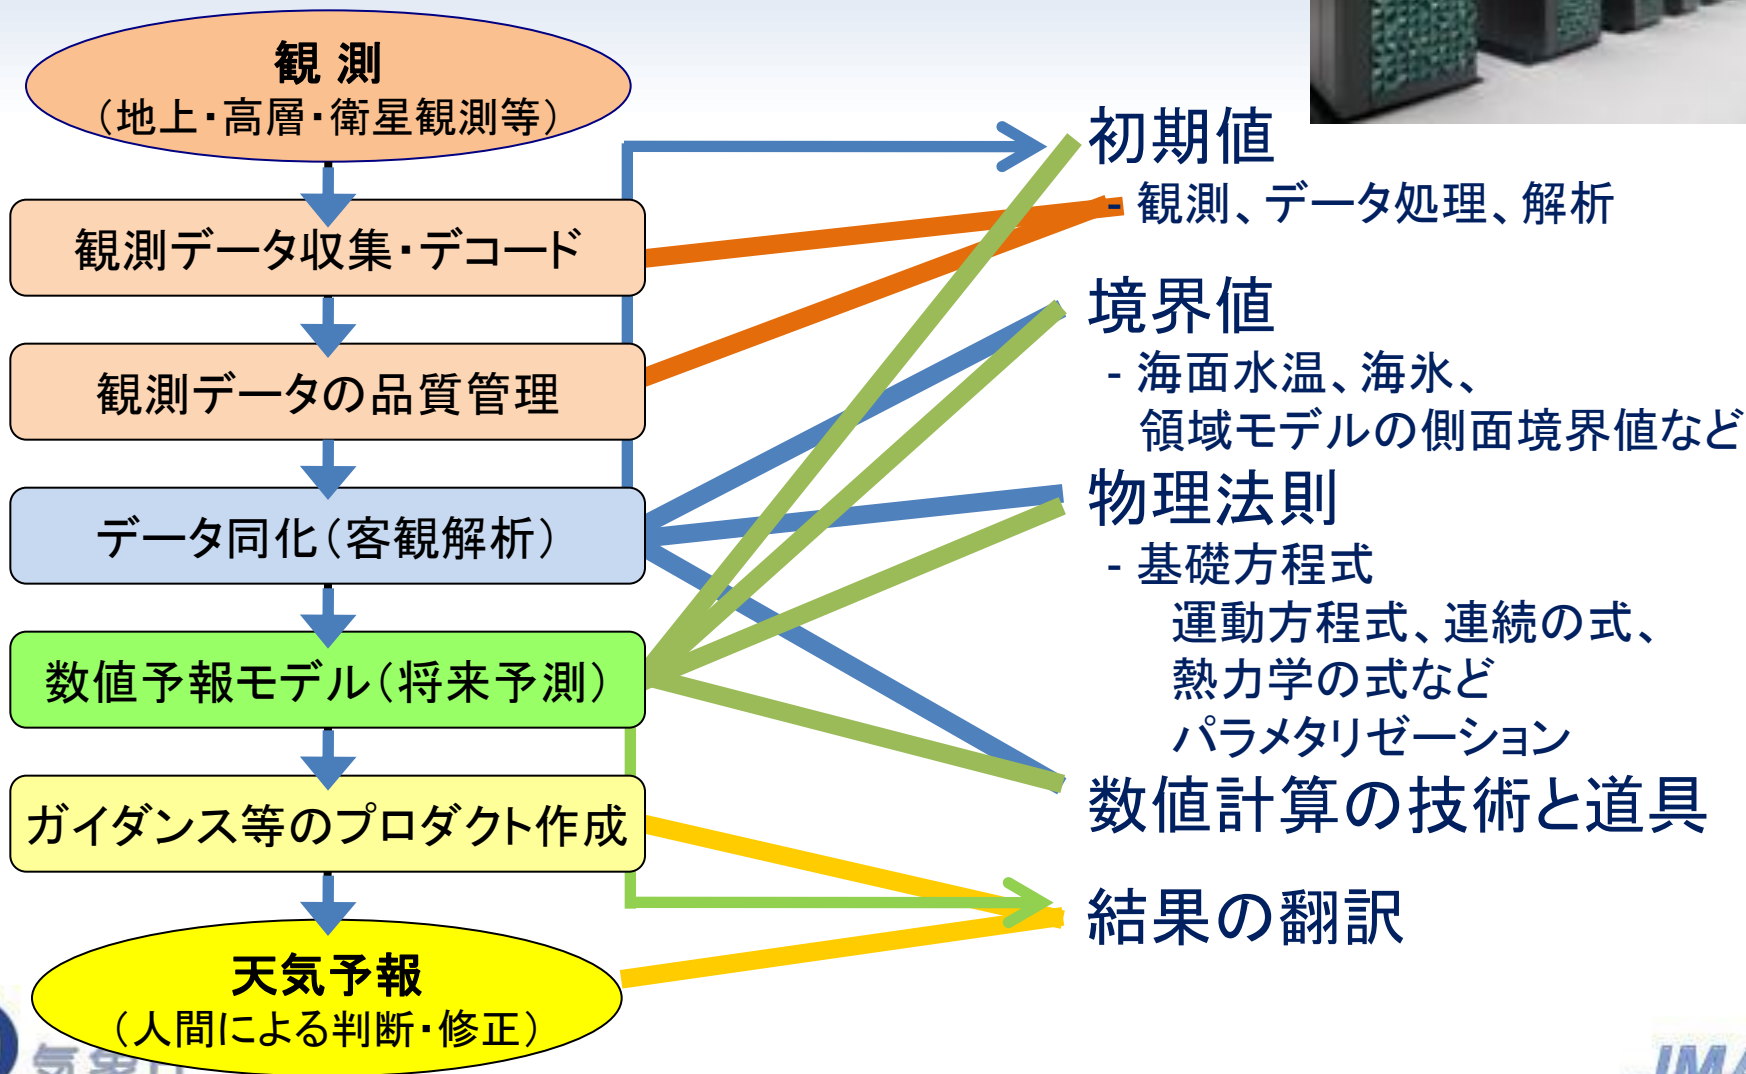 観 測
（地上・高層・衛星観測等）
観測データ収集・デコード
観測データの品質管理
データ同化（客観解析）
数値予報モデル（将来予測）
ガイダンス等のプロダクト作成
天気予報
（人間による判断・修正）
初期値
- 観測、データ処理、解析
境界値
- 海面水温、海氷、
領域モデルの側面境界値など
物理法則
- 基礎方程式
運動方程式、連続の式、
熱力学の式など
パラメタリゼーション
数値計算の技術と道具
結果の翻訳
JMA